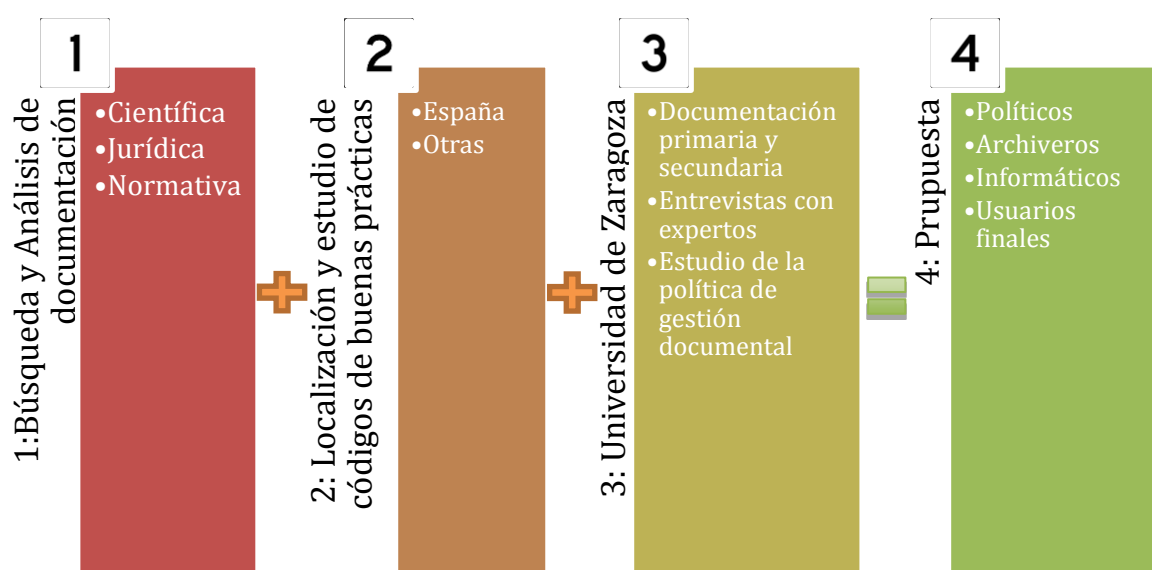 1
1:Búsqueda y Análisis de
documentación
•Científica
•Jurídica
•Normativa
2
2: Localización y estudio de
códigos de buenas prácticas
•España
•Otras
3
3: Universidad de Zaragoza
•Documentación
primaria y
secundaria
•Entrevistas con
expertos
•Estudio de la
política de
gestión
documental
4
4: Prupuesta
•Políticos
•Archiveros
•Informáticos
•Usuarios
finales